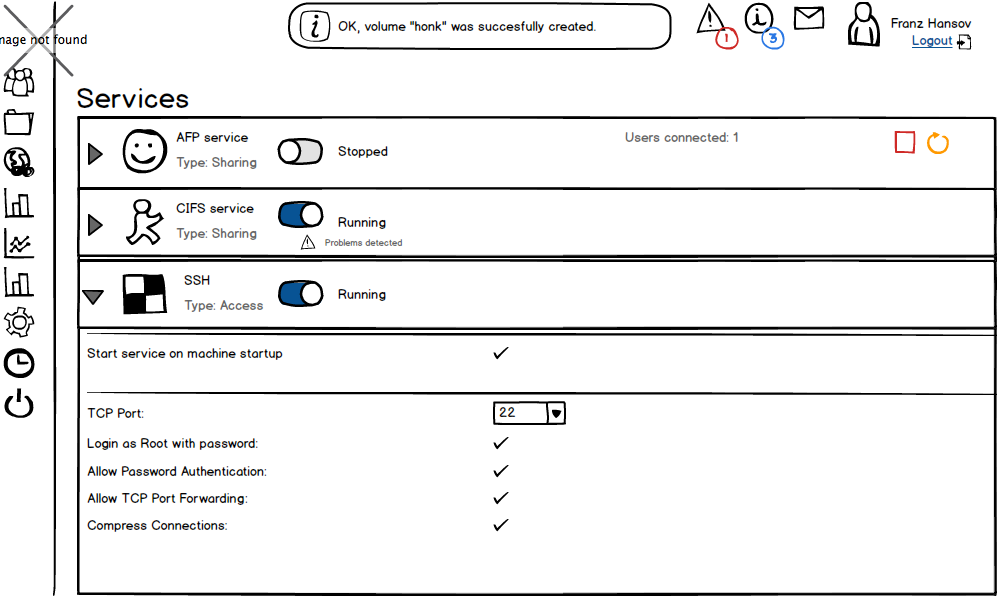 OK, volume "honk" was succesfully created.
1
3
Franz Hansov
Logout
mage not found
Services
AFP service
Type: Sharing
Stopped
Users connected: 1
CIFS service
Type: Sharing
Running
Problems detected
SSH
Type: Access
Running
Start service on machine startup
TCP Port:
22
Login as Root with password:
Allow Password Authentication:
Allow TCP Port Forwarding:
Compress Connections: